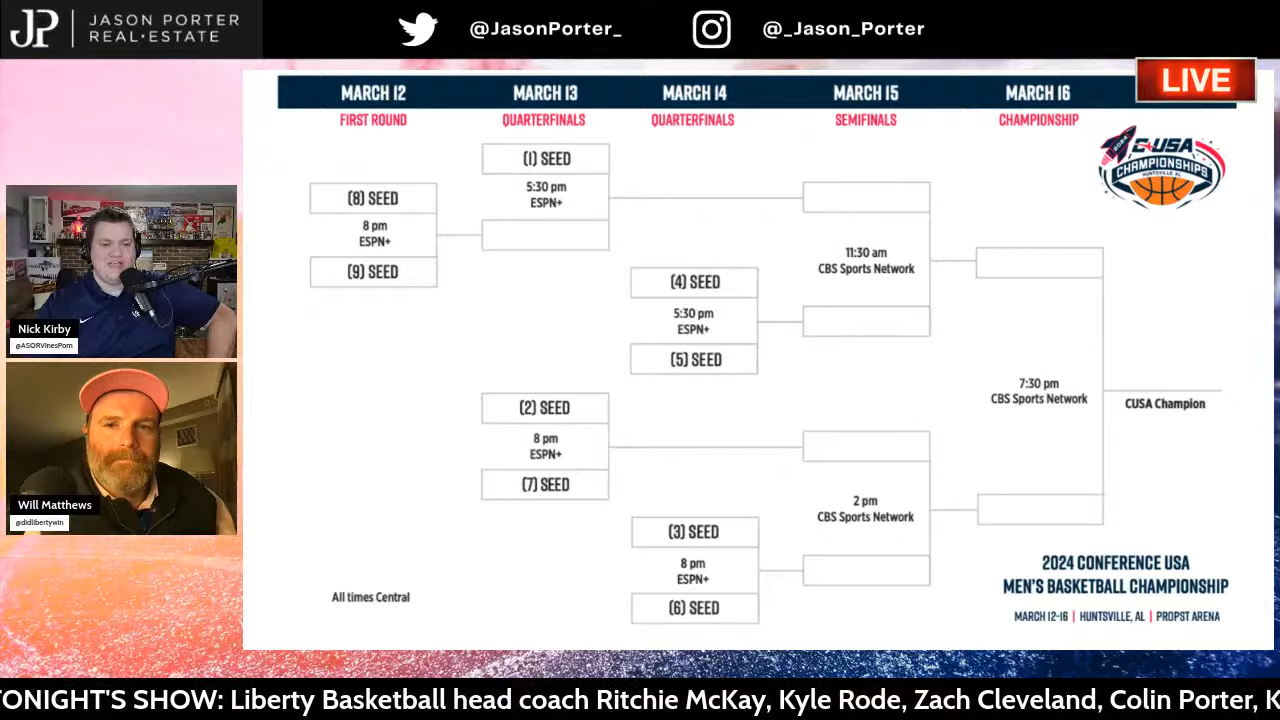 JP
JASON PORTER
REAL•ESTATE
@JasonPorter_
@_Jason_Porter
LIVE
MARCH 12
MARCH 13
MARCH 14
MARCH 15
MARCH 16
FIRST ROUND
QUARTERFINALS
QUARTERFINALS
SEMIFINALS
CHAMPIONSHIP
2024
C-USA
CHAMPIONSHIPS
HUNTSVILLE, AL
(1) SEED
5:30 pm
ESPN+
(8) SEED
8 pm
ESPN+
(9) SEED
(4) SEED
5:30 pm
ESPN+
(5) SEED
11:30 am
CBS Sports Network
(2) SEED
8 pm
ESPN+
(7) SEED
(3) SEED
8 pm
ESPN+
(6) SEED
2 pm
CBS Sports Network
7:30 pm
CBS Sports Network
CUSA Champion
All times Central
2024 CONFERENCE USA
MEN'S BASKETBALL CHAMPIONSHIP
MARCH 12-16 | HUNTSVILLE, AL | PROPST ARENA
Nick Kirby
@ASORVinesPom
Will Matthews
@didlibertywin
TONIGHT'S SHOW: Liberty Basketball head coach Ritchie McKay, Kyle Rode, Zach Cleveland, Colin Porter, K